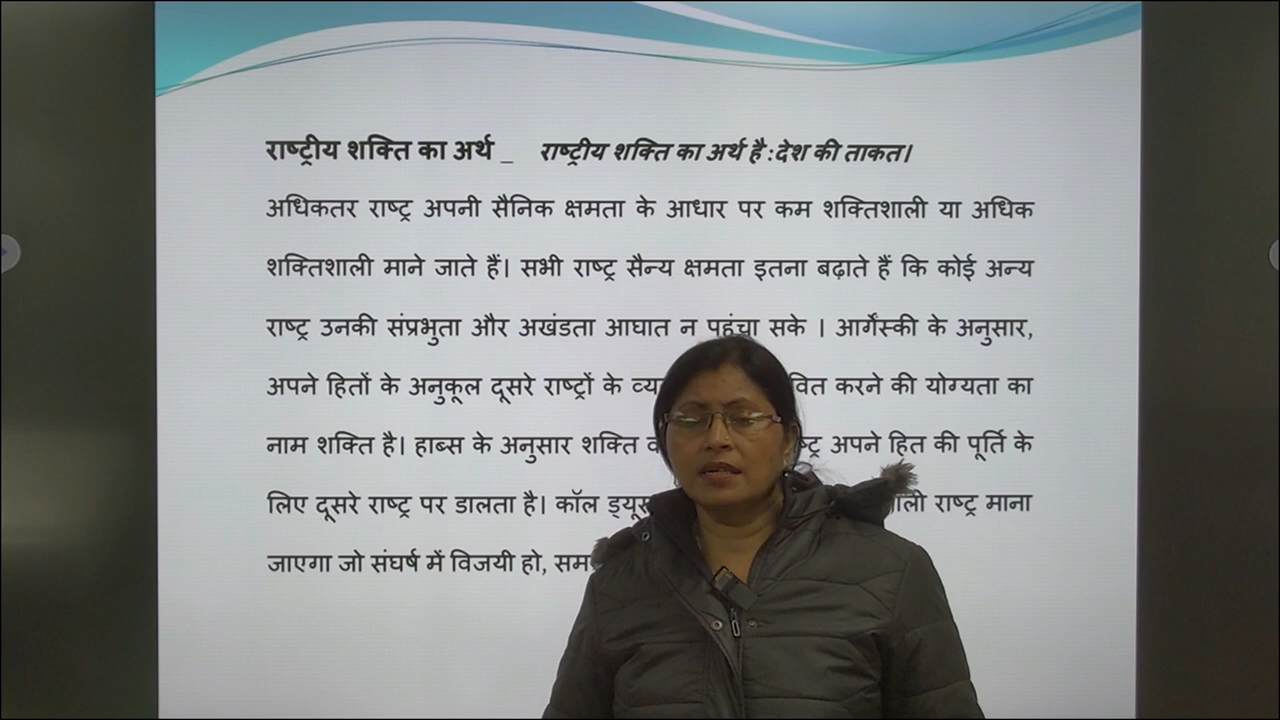 राष्ट्रीय शक्ति का अर्थ _ राष्ट्रीय शक्ति का अर्थ है :देश की ताकत।
अधिकतर राष्ट्र अपनी सैनिक क्षमता के आधार पर कम शक्तिशाली या अधिक
शक्तिशाली माने जाते हैं। सभी राष्ट्र सैन्य क्षमता इतना बढ़ाते हैं कि कोई अन्य
राष्ट्र उनकी संप्रभुता और अखंडता आघात न पहुंचा सके । आर्गेंस्की के अनुसार,
अपने हितों के अनुकूल दूसरे राष्ट्रों के करने की योग्यता का
नाम शक्ति है। हाब्स के अनुसार शक्ति अपने हित की पूर्ति के
लिए दूसरे राष्ट्र पर डालता है। कॉल राष्ट्र माना
जाएगा जो संघर्ष में विजयी हो,